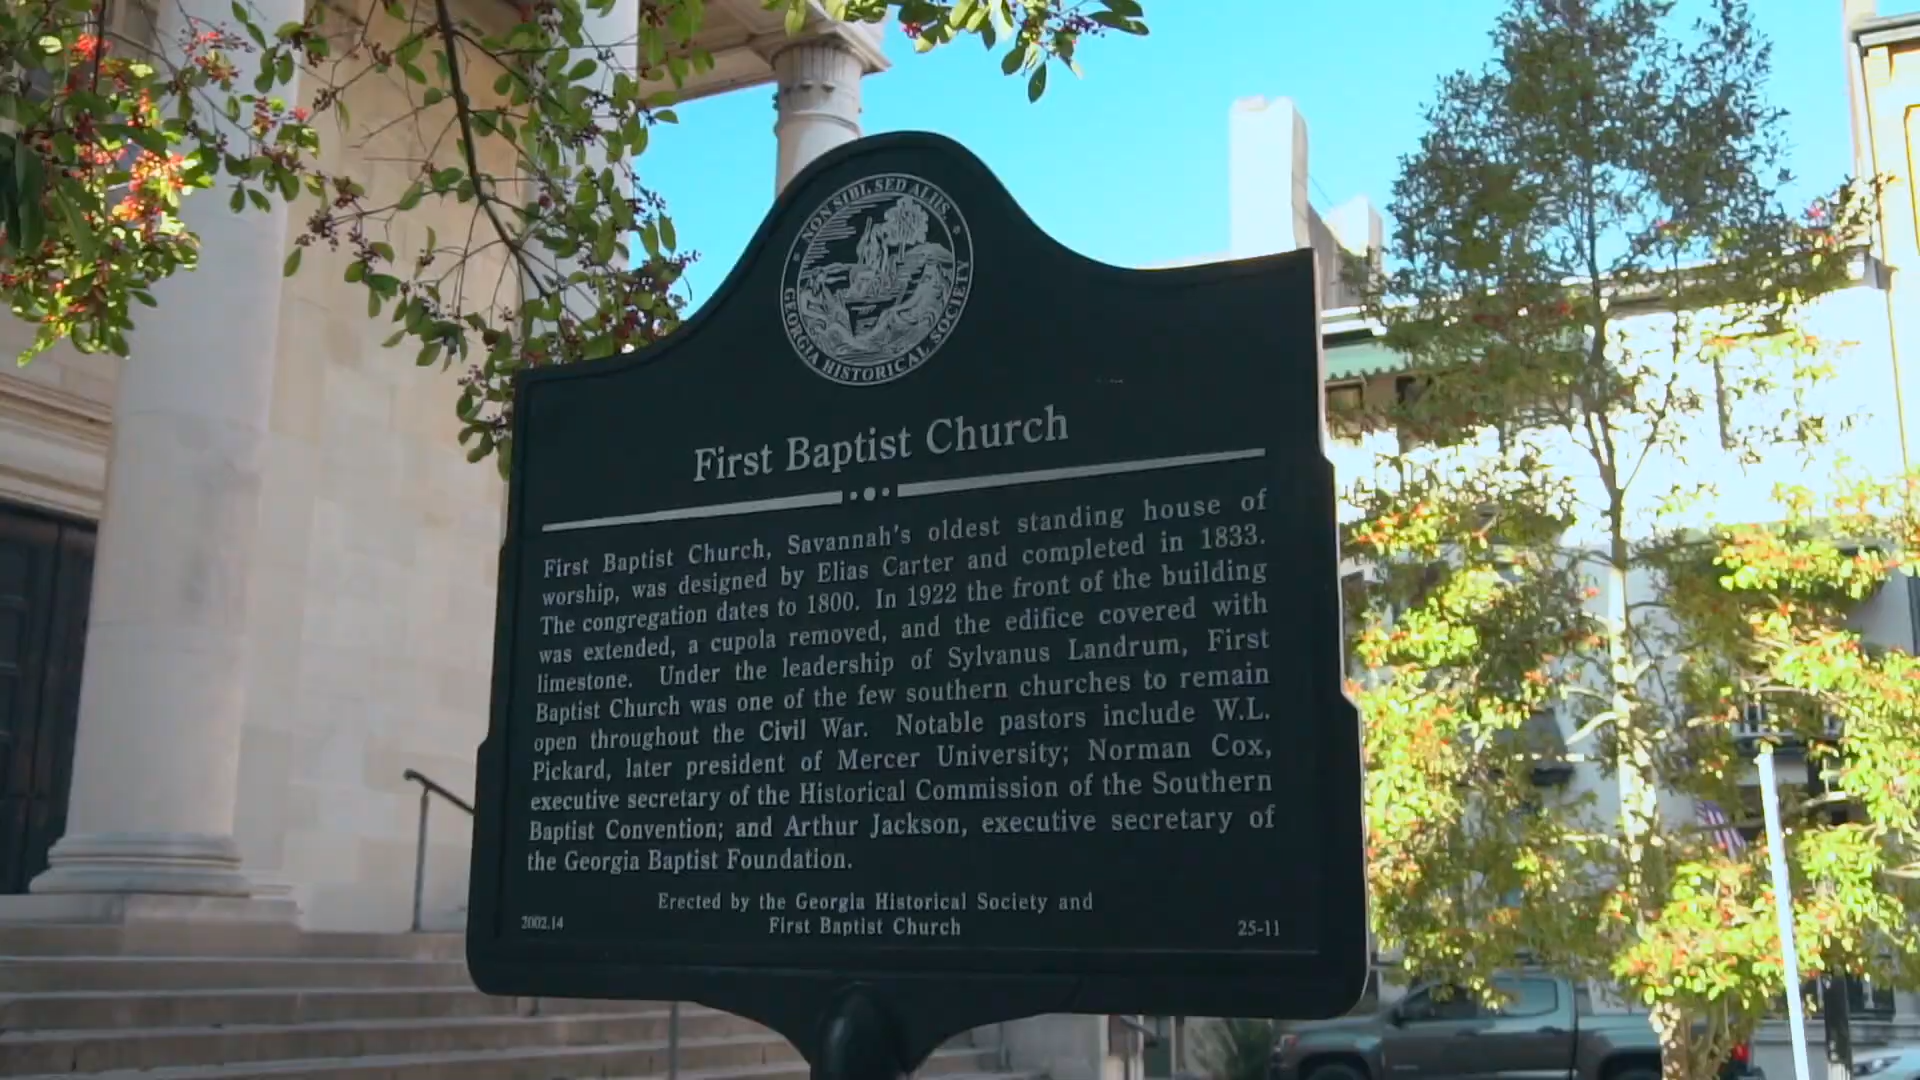 NON SIBI, SED ALIIS.
GEORGIA HISTORICAL SOCIETY
First Baptist Church
First Baptist Church, Savannah's oldest standing house of
worship, was designed by Elias Carter and completed in 1833.
The congregation dates to 1800. In 1922 the front of the building
was extended, a cupola removed, and the edifice covered with
limestone. Under the leadership of Sylvanus Landrum, First
Baptist Church was one of the few southern churches to remain
open throughout the Civil War. Notable pastors include W.L.
Pickard, later president of Mercer University; Norman Cox,
executive secretary of the Historical Commission of the Southern
Baptist Convention; and Arthur Jackson, executive secretary of
the Georgia Baptist Foundation.
Erected by the Georgia Historical Society and
First Baptist Church
2002.14
25-11